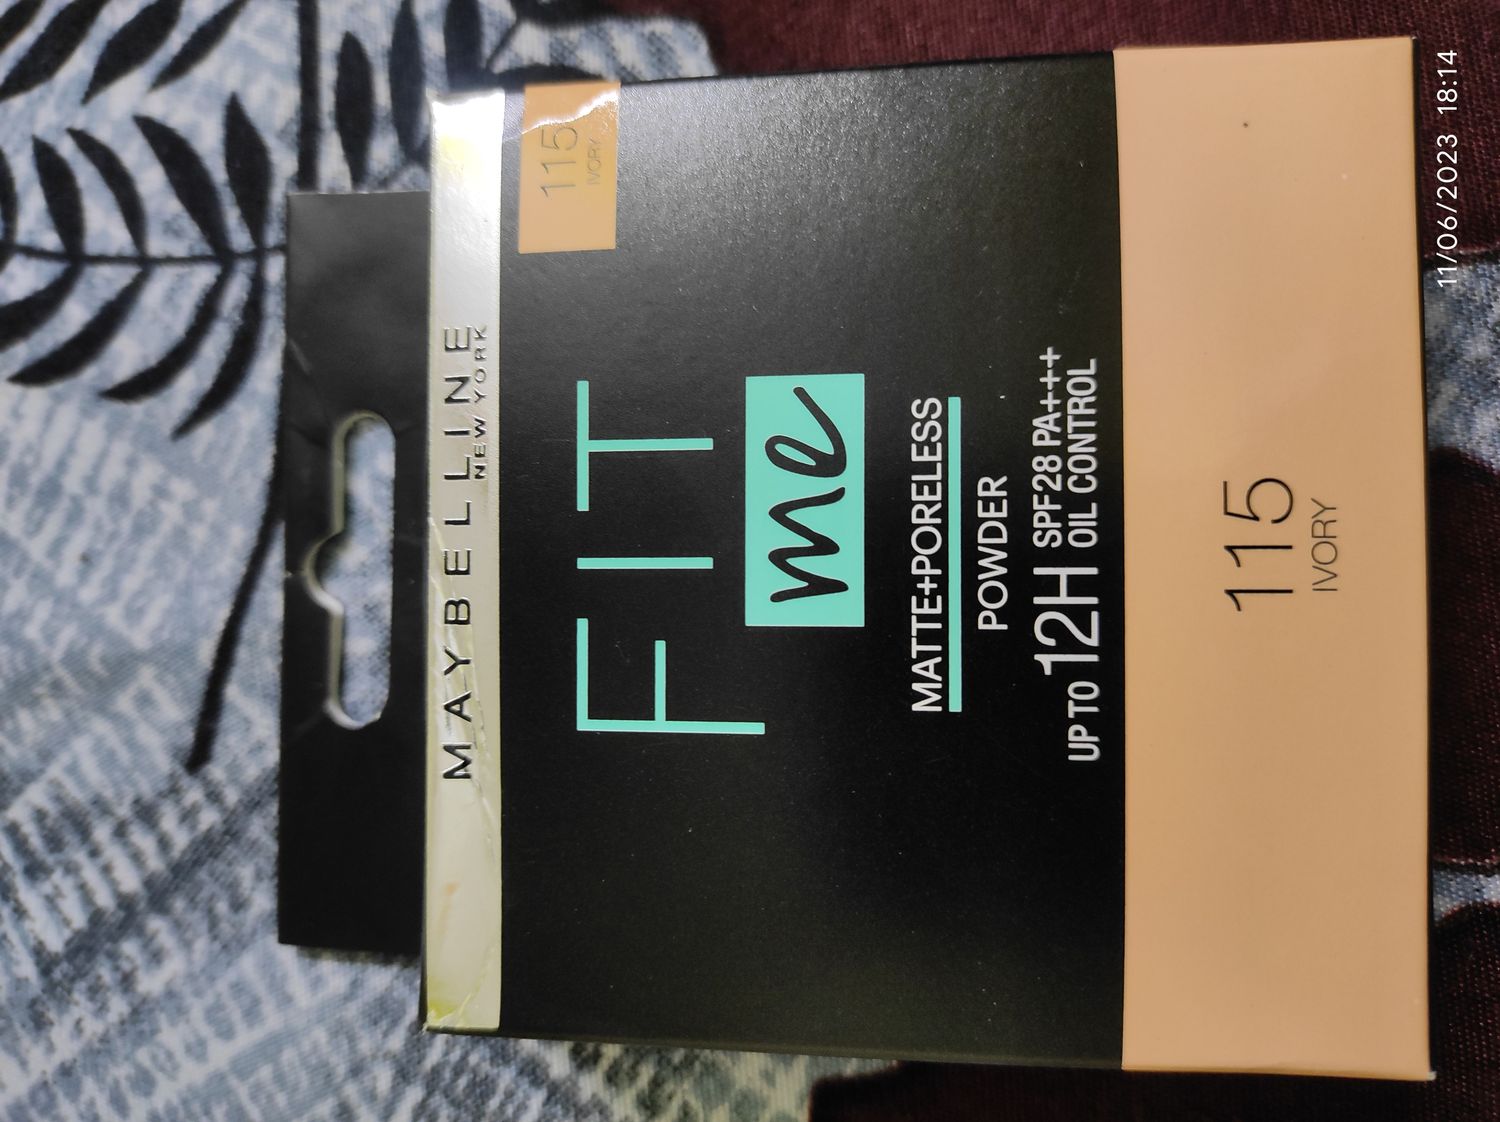 MAYBELLINE
NEW YORK
115
IVORY
FIT
me
MATTE+PORELESS
POWDER
UP TO 12H SPF28 PA+++
OIL CONTROL
115
IVORY
11/06/2023 18:14